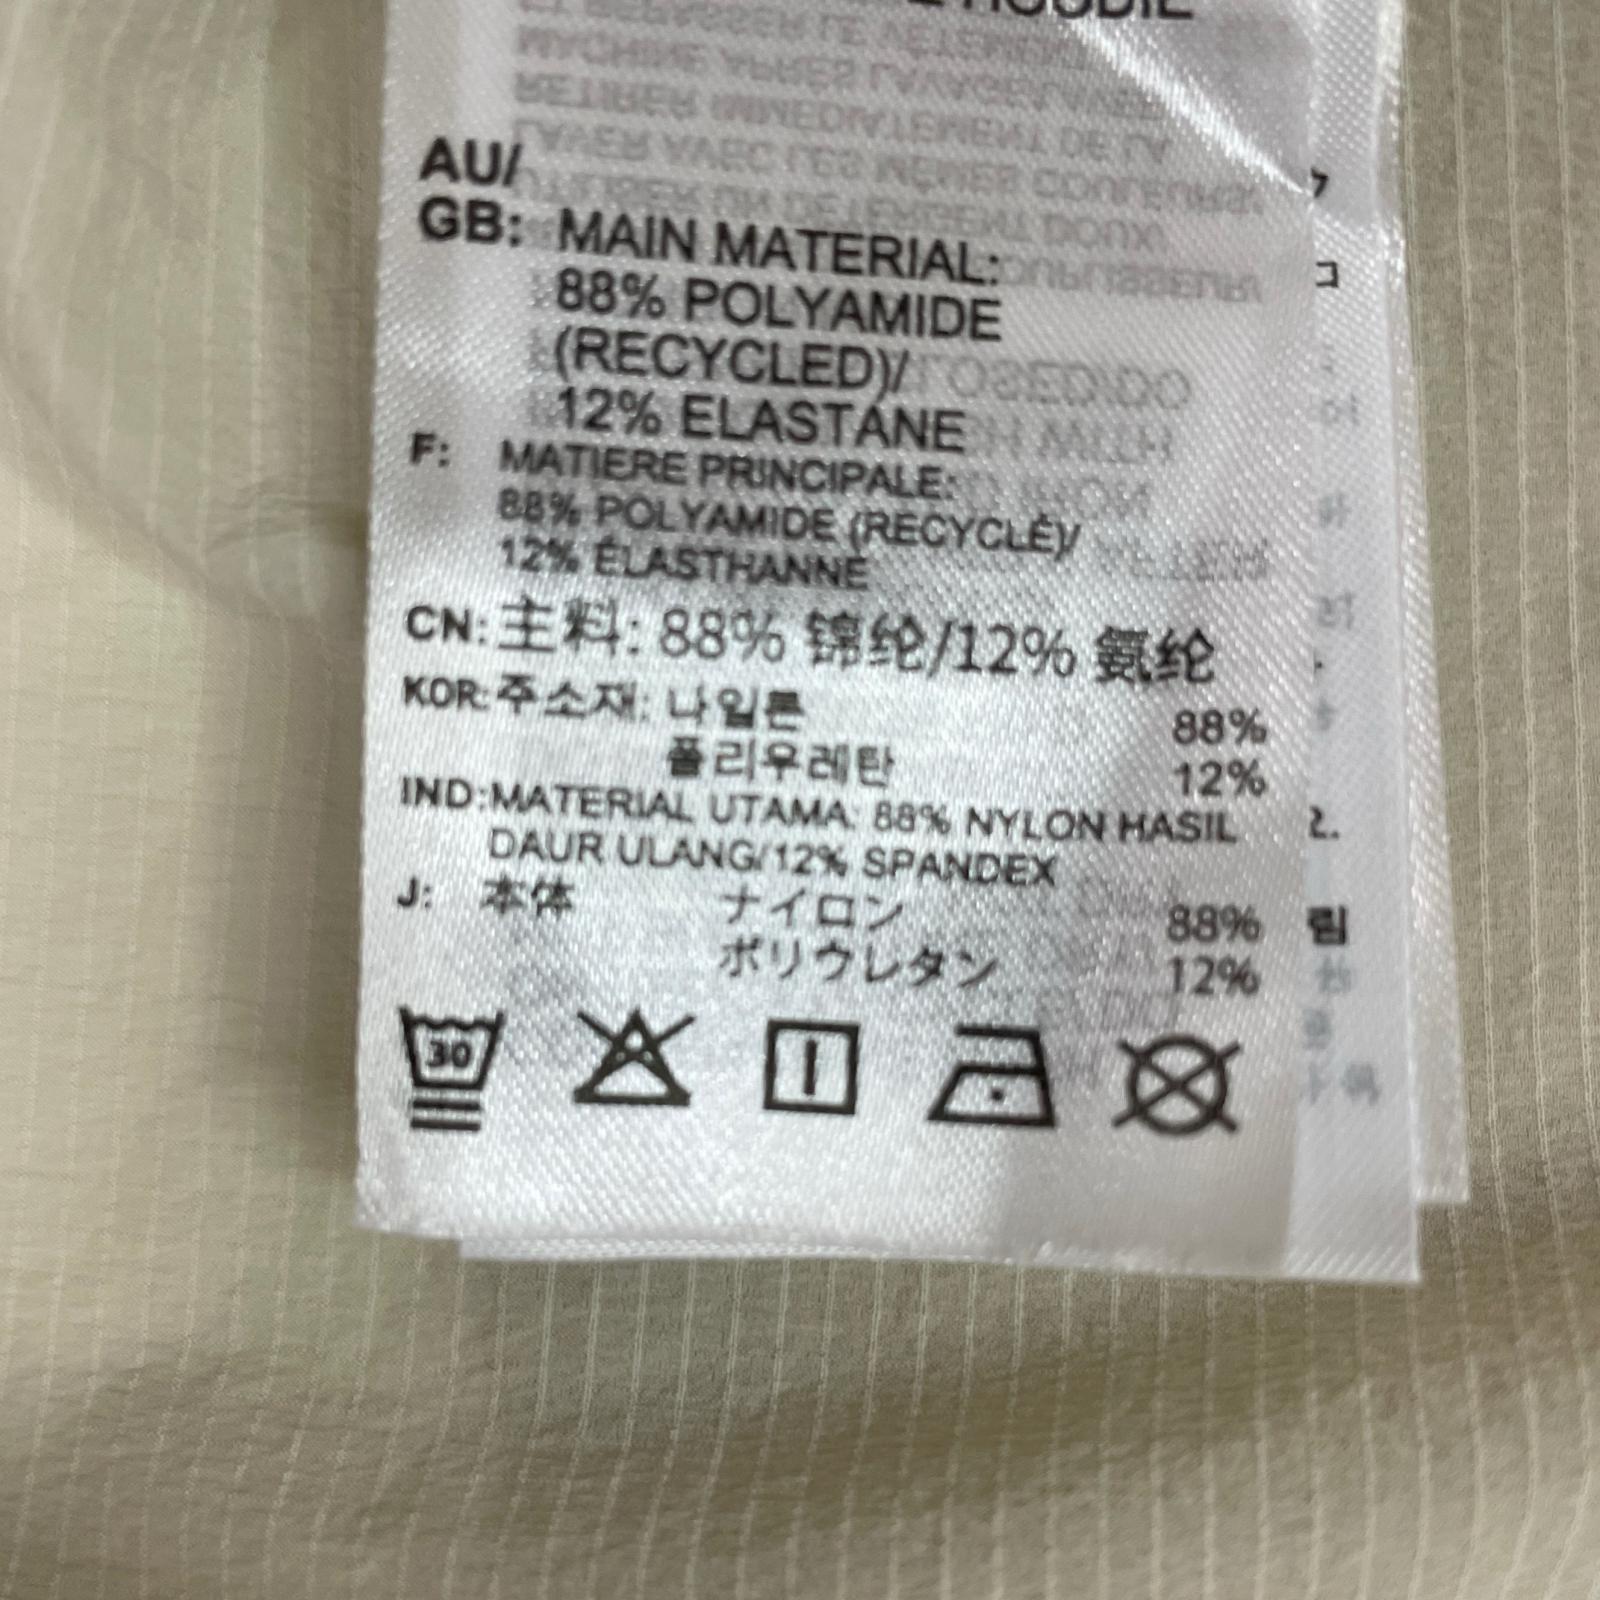 HOODIE
AU/
GB: MAIN MATERIAL:
88% POLYAMIDE
(RECYCLED)/
12% ELASTANE
F: MATIERE PRINCIPALE:
88% POLYAMIDE (RECYCLÉ)/
12% ÉLASTHANNE
CN: 主料: 88% 锦纶/12% 氨纶
KOR: 주소재: 나일론 88%
폴리우레탄 12%
IND: MATERIAL UTAMA: 88% NYLON HASIL
DAUR ULANG/12% SPANDEX
J: 本体 ナイロン 88%
ポリウレタン 12%
30
림